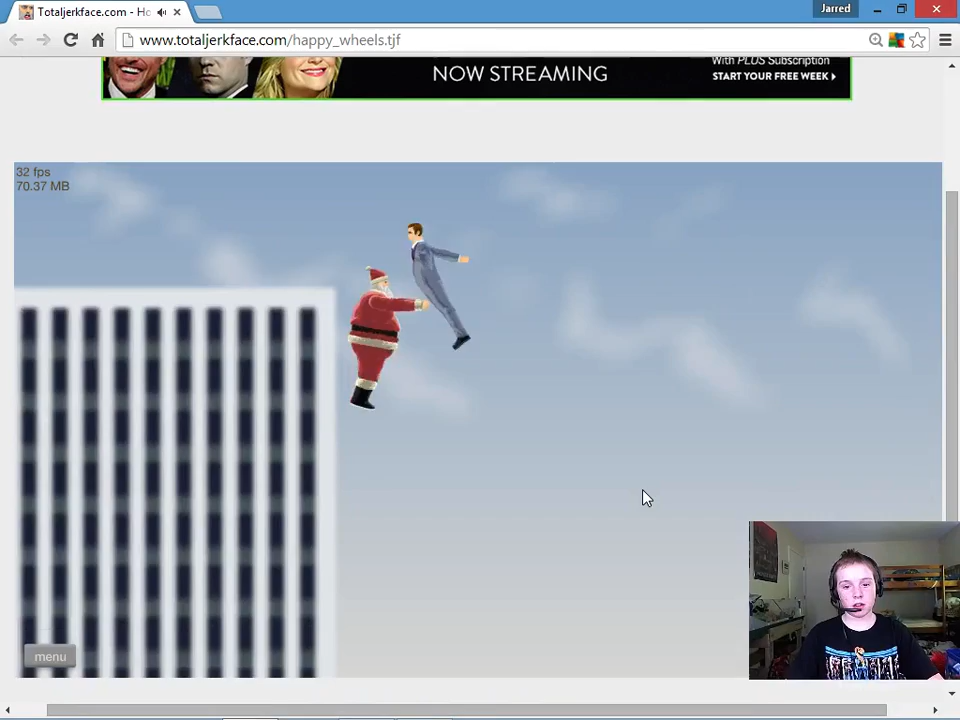 Totaljerkface.com - Ho
Jarred
www.totaljerkface.com/happy_wheels.tjf
NOW STREAMING
With PLUS Subscription
START YOUR FREE WEEK
32 fps
70.37 MB
menu